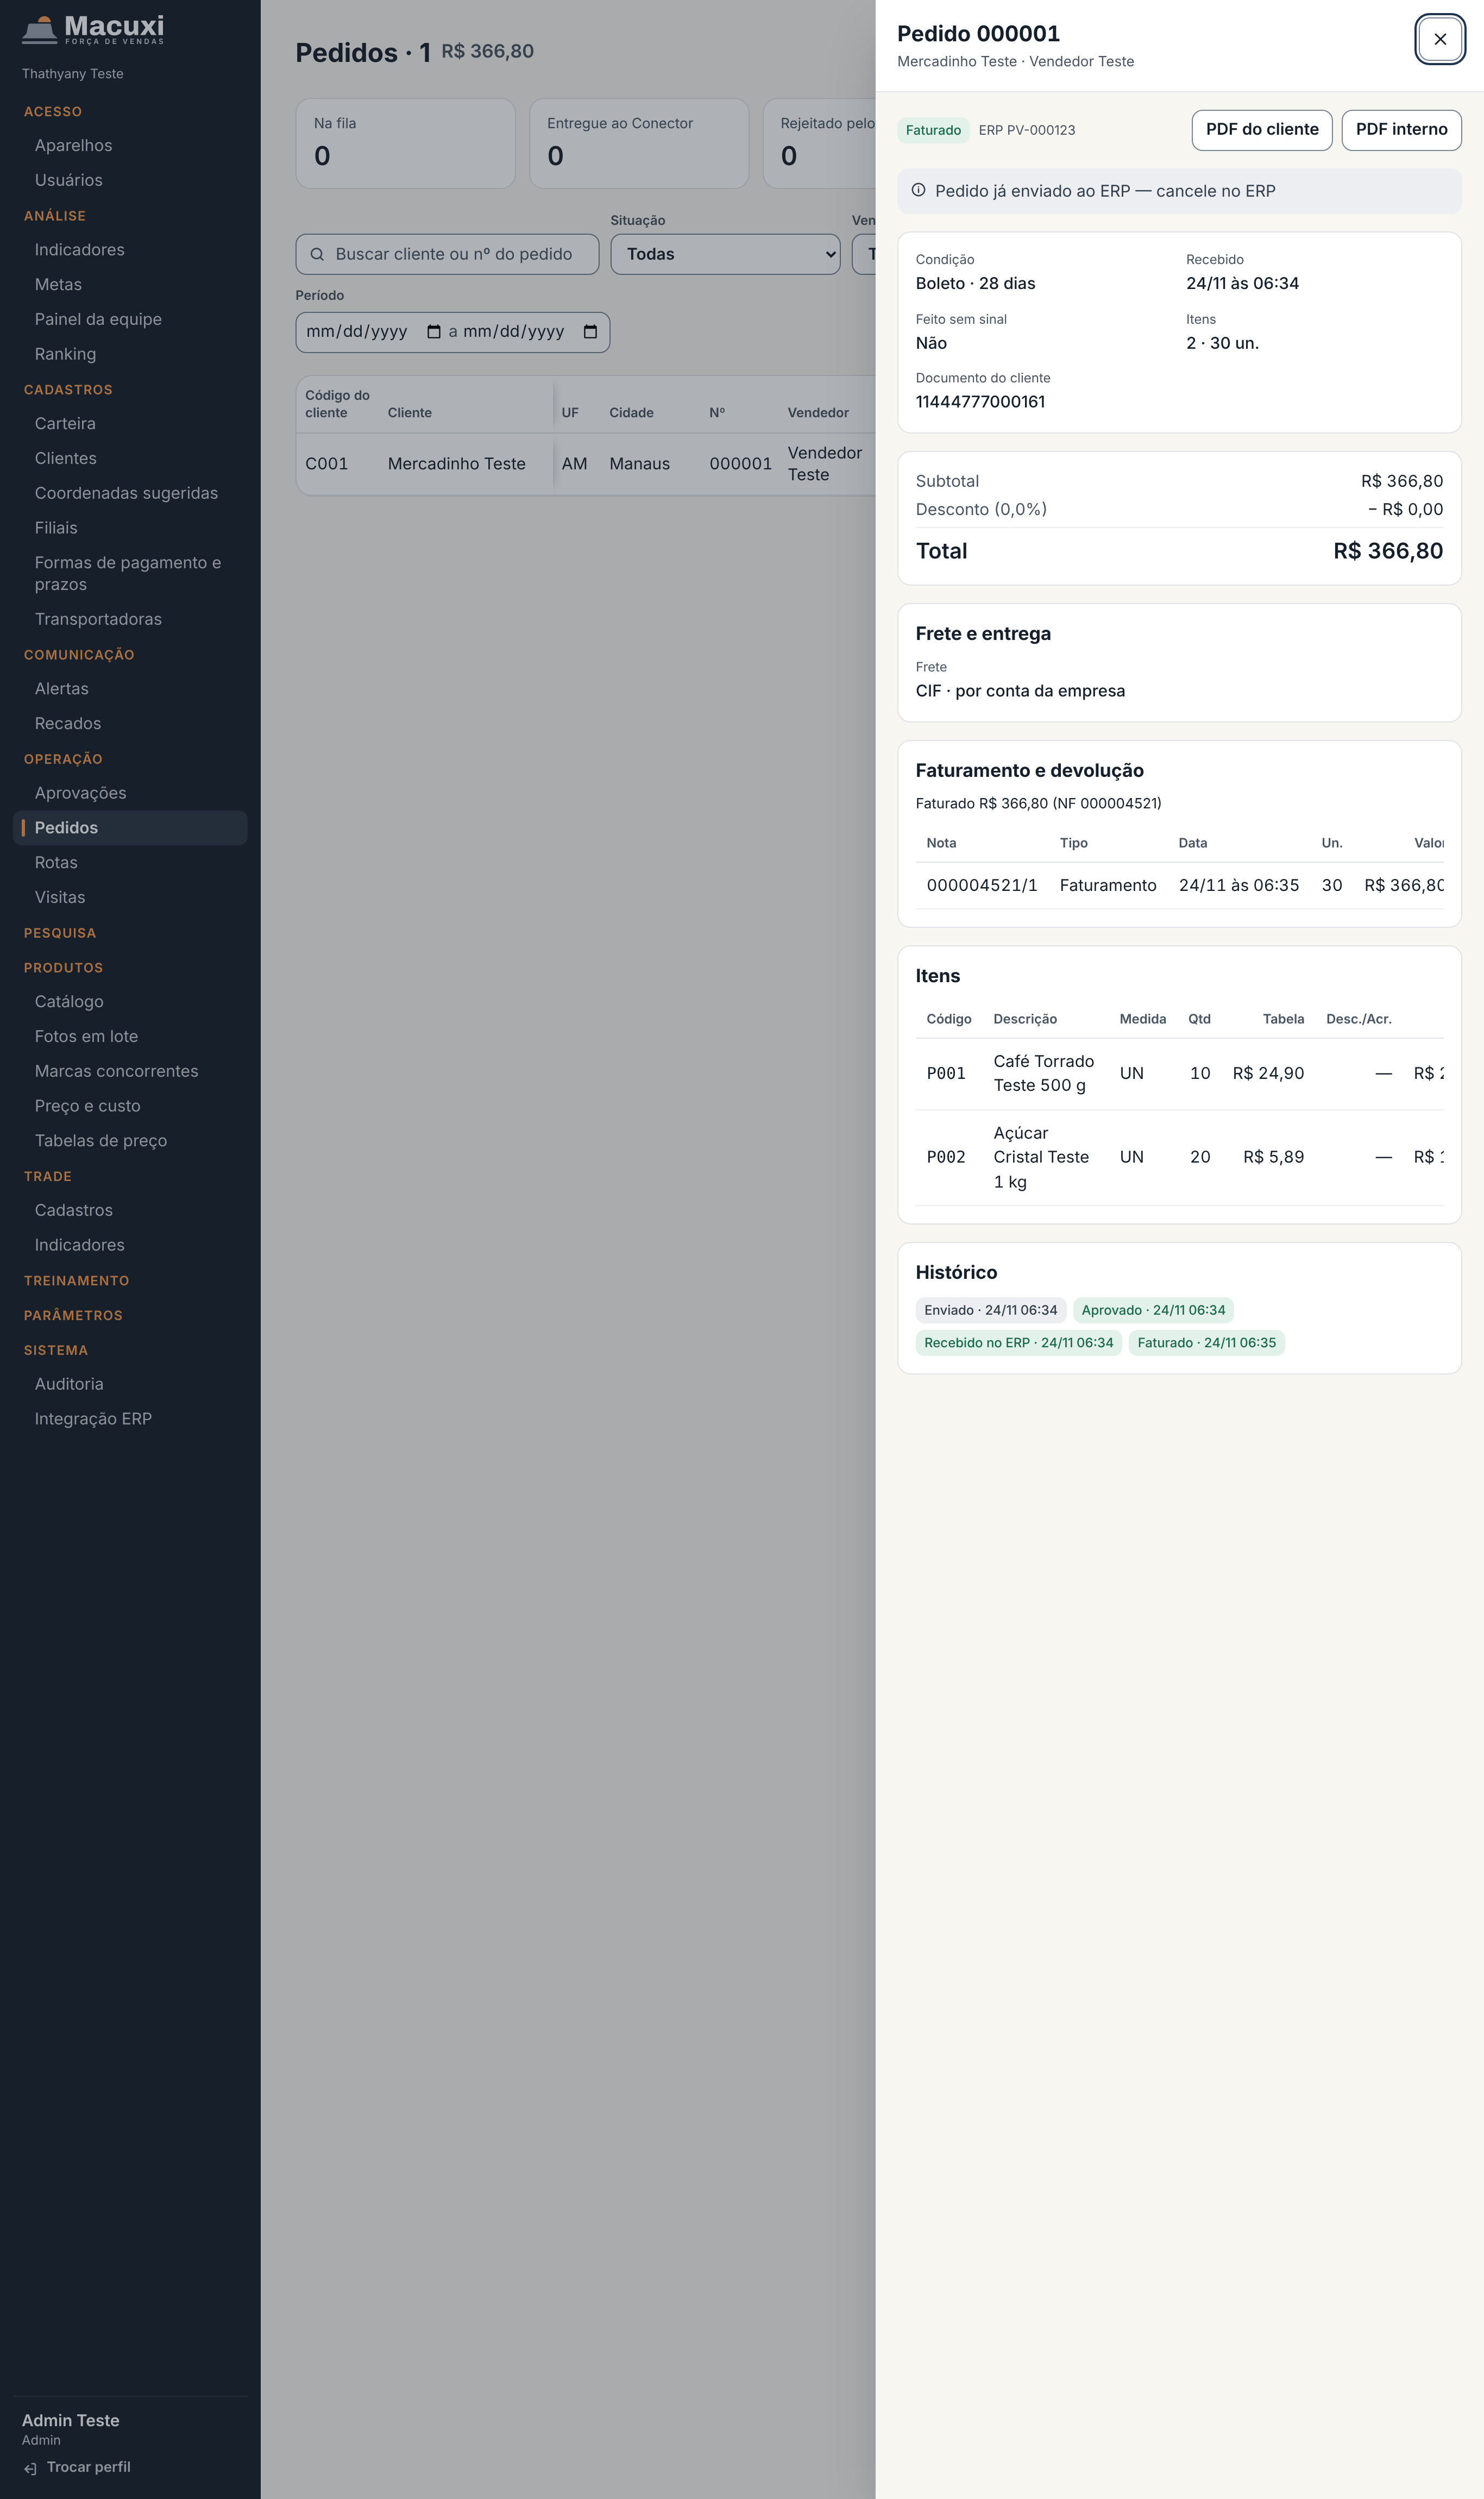 Macuxi
FORÇA DE VENDAS
Thathyany Teste
ACESSO
Aparelhos
Usuários
ANÁLISE
Indicadores
Metas
Painel da equipe
Ranking
CADASTROS
Carteira
Clientes
Coordenadas sugeridas
Filiais
Formas de pagamento e
prazos
Transportadoras
COMUNICAÇÃO
Alertas
Recados
OPERAÇÃO
Aprovações
Pedidos
Rotas
Visitas
PESQUISA
PRODUTOS
Catálogo
Fotos em lote
Marcas concorrentes
Preço e custo
Tabelas de preço
TRADE
Cadastros
Indicadores
TREINAMENTO
PARÂMETROS
SISTEMA
Auditoria
Integração ERP
Admin Teste
Admin
Trocar perfil
Pedidos · 1 R$ 366,80
Na fila
0
Entregue ao Conector
0
Rejeitado pelo
0
Buscar cliente ou nº do pedido
Situação
Todas
Período
mm/dd/yyyy a mm/dd/yyyy
Código do cliente Cliente UF Cidade Nº Vendedor
C001 Mercadinho Teste AM Manaus 000001 Vendedor Teste
Pedido 000001
Mercadinho Teste · Vendedor Teste
Faturado ERP PV-000123 PDF do cliente PDF interno
Pedido já enviado ao ERP — cancele no ERP
Condição
Boleto · 28 dias
Recebido
24/11 às 06:34
Feito sem sinal
Não
Itens
2 · 30 un.
Documento do cliente
11444777000161
Subtotal R$ 366,80
Desconto (0,0%) − R$ 0,00
Total R$ 366,80
Frete e entrega
Frete
CIF · por conta da empresa
Faturamento e devolução
Faturado R$ 366,80 (NF 000004521)
Nota Tipo Data Un. Valor
000004521/1 Faturamento 24/11 às 06:35 30 R$ 366,80
Itens
Código Descrição Medida Qtd Tabela Desc./Acr.
P001 Café Torrado Teste 500 g UN 10 R$ 24,90 — R$
P002 Açúcar Cristal Teste 1 kg UN 20 R$ 5,89 — R$
Histórico
Enviado · 24/11 06:34 Aprovado · 24/11 06:34
Recebido no ERP · 24/11 06:34 Faturado · 24/11 06:35